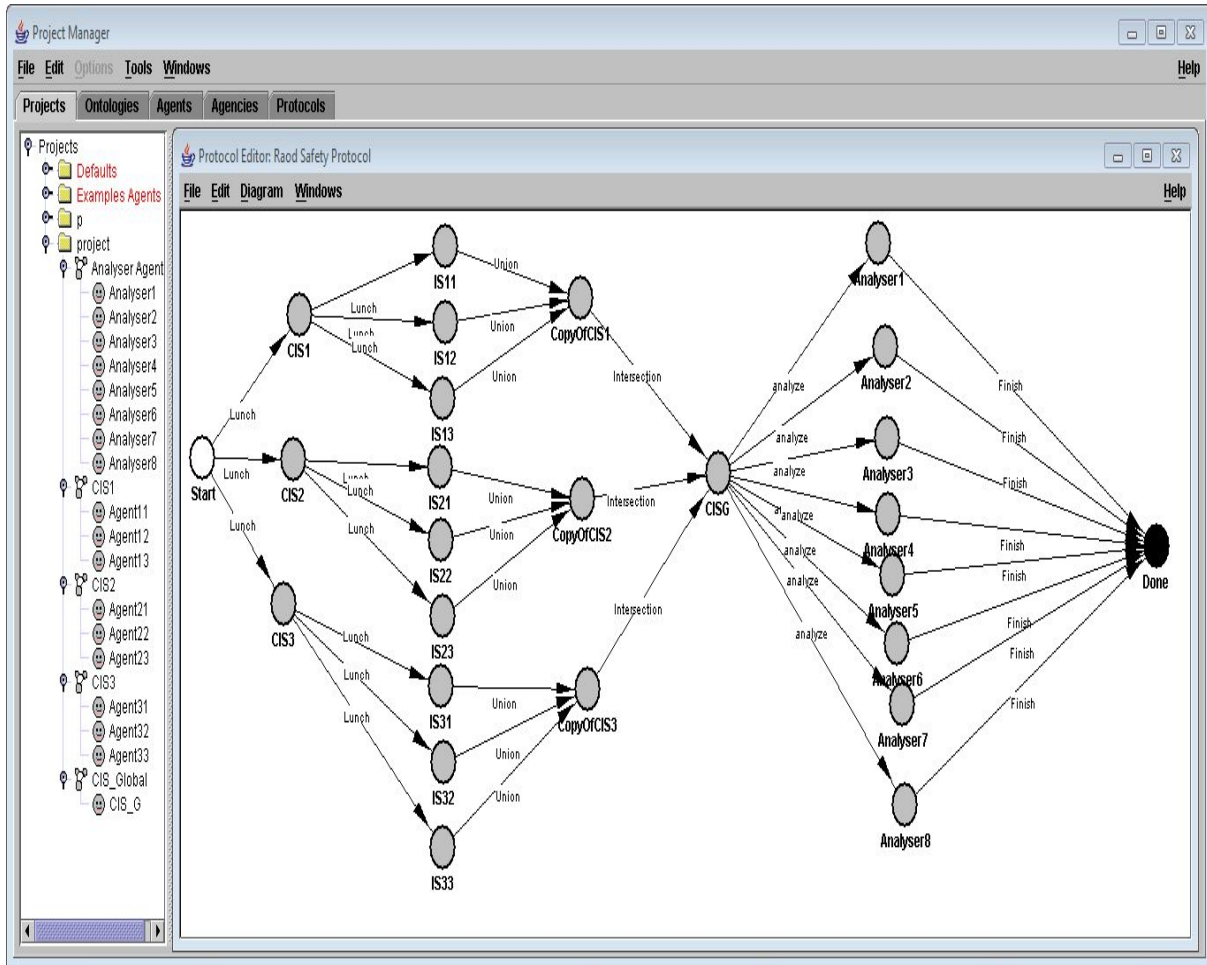 Project Manager
File Edit Options Tools Windows Help
Projects Ontologies Agents Agencies Protocols
Projects
Defaults
Examples Agents
p
project
Analyser Agent
Analyser1
Analyser2
Analyser3
Analyser4
Analyser5
Analyser6
Analyser7
Analyser8
CIS1
Agent11
Agent12
Agent13
CIS2
Agent21
Agent22
Agent23
CIS3
Agent31
Agent32
Agent33
CIS_Global
CIS_G
Protocol Editor: Raod Safety Protocol
File Edit Diagram Windows Help
Start
Lunch
Lunch
Lunch
CIS1
CIS2
CIS3
Lunch
Lunch
Lunch
Lunch
Lunch
Lunch
Lunch
Lunch
Lunch
IS11
IS12
IS13
IS21
IS22
IS23
IS31
IS32
IS33
Union
Union
Union
Union
Union
Union
Union
Union
Union
CopyOfCIS1
CopyOfCIS2
CopyOfCIS3
Intersection
Intersection
Intersection
CISG
analyze
analyze
analyze
analyze
analyze
analyze
analyze
Analyser1
Analyser2
Analyser3
Analyser4
Analyser5
Analyser6
Analyser7
Analyser8
Finish
Finish
Finish
Finish
Finish
Finish
Finish
Finish
Done